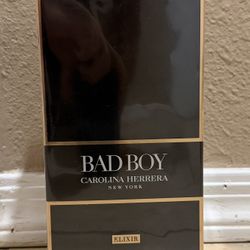 BAD BOY
CAROLINA HERRERA
NEW YORK
ELIXIR